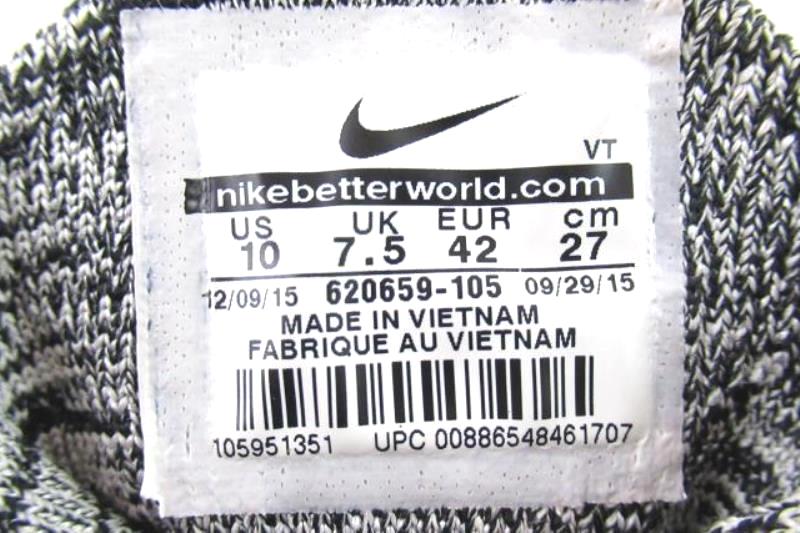 VT
nikebetterworld.com
US UK EUR cm
10 7.5 42 27
12/09/15 620659-105 09/29/15
MADE IN VIETNAM
FABRIQUE AU VIETNAM
105951351 UPC 00886548461707